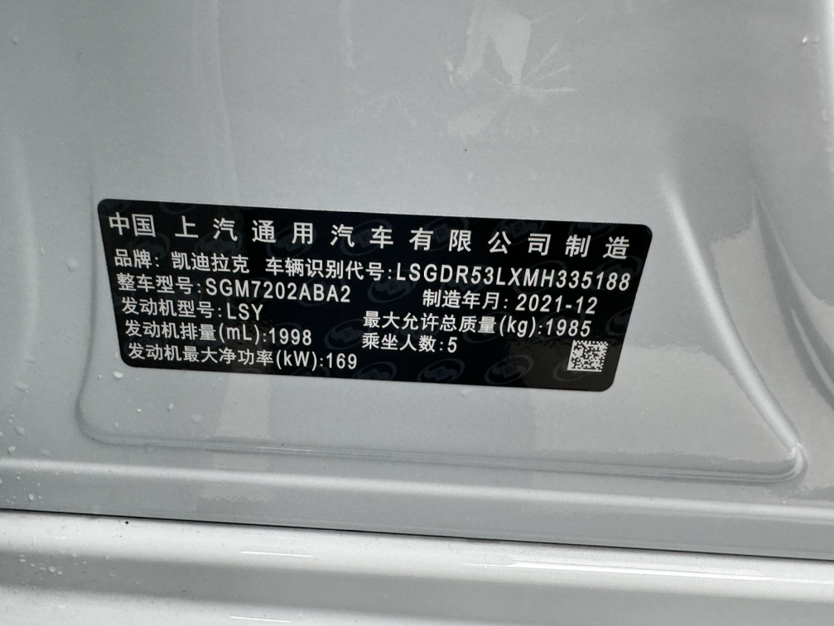 中国 上汽通用汽车有限公司制造
品牌: 凯迪拉克 车辆识别代号:LSGDR53LXMH335188
整车型号:SGM7202ABA2 制造年月: 2021-12
发动机型号:LSY 最大允许总质量(kg):1985
发动机排量(mL):1998 乘坐人数:5
发动机最大净功率(kW):169